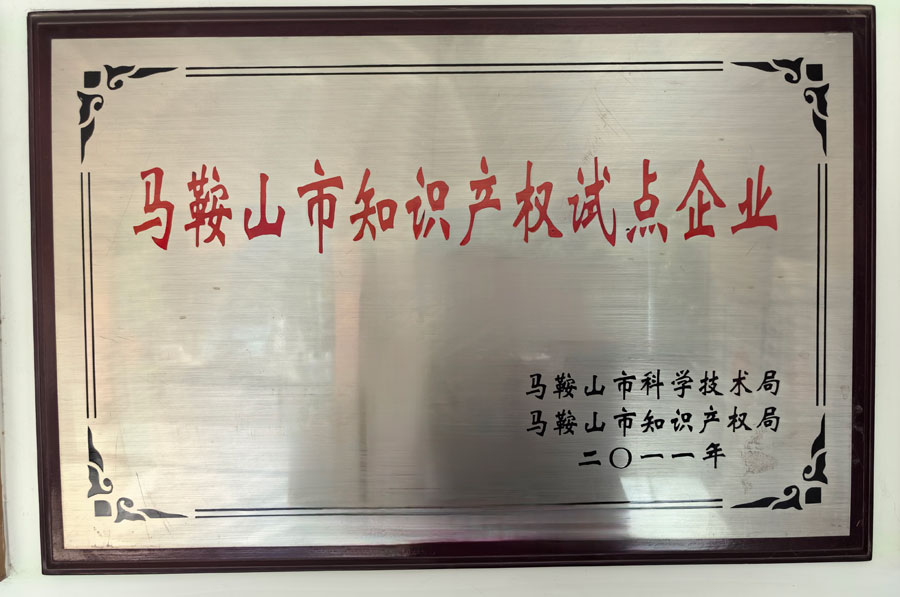 马鞍山市知识产权试点企业
马鞍山市科学技术局
马鞍山市知识产权局
二〇一一年